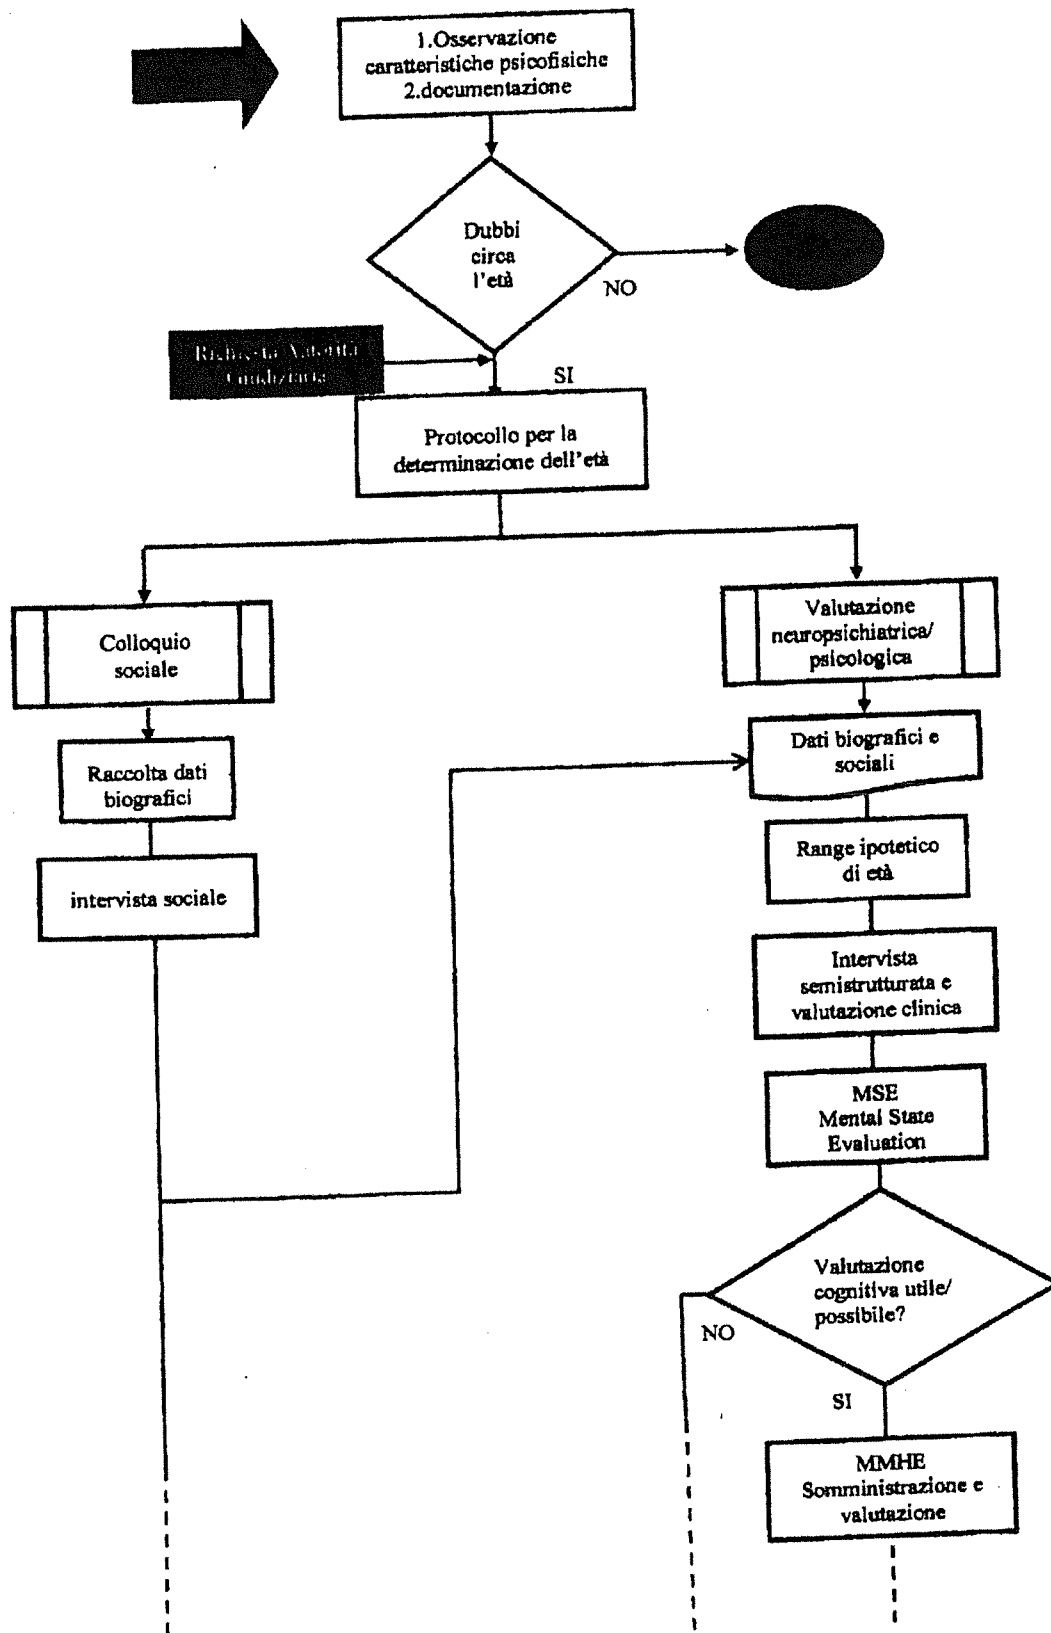 1.Osservazione
caratteristiche psicofisiche
2.documentazione
Dubbi
circa
l'età
NO
Giudiziaria
SI
Protocollo per la
determinazione dell'età
Colloquio
sociale
Raccolta dati
biografici
intervista sociale
Valutazione
neuropsichiatrica/
psicologica
Dati biografici e
sociali
Range ipotetico
di età
Intervista
semistrutturata e
valutazione clinica
MSE
Mental State
Evaluation
Valutazione
cognitiva utile/
possibile?
NO
SI
MMHE
Somministrazione e
valutazione